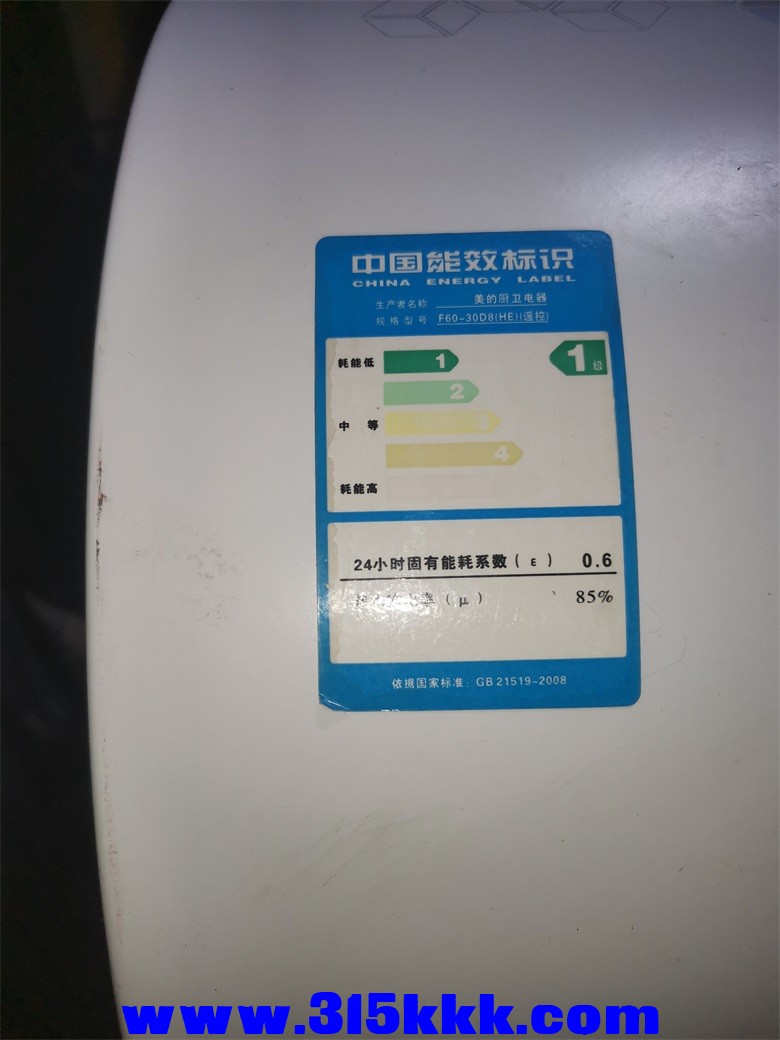 中国能效标识
CHINA ENERGY LABEL
生产者名称 美的厨卫电器
规格型号 F60-30D8(HE)(遥控)
耗能低 1 1级
2
中 等 3
4
耗能高
24小时固有能耗系数(ε) 0.6
率(μ) 85%
依据国家标准: GB 21519-2008
www.315kkk.com